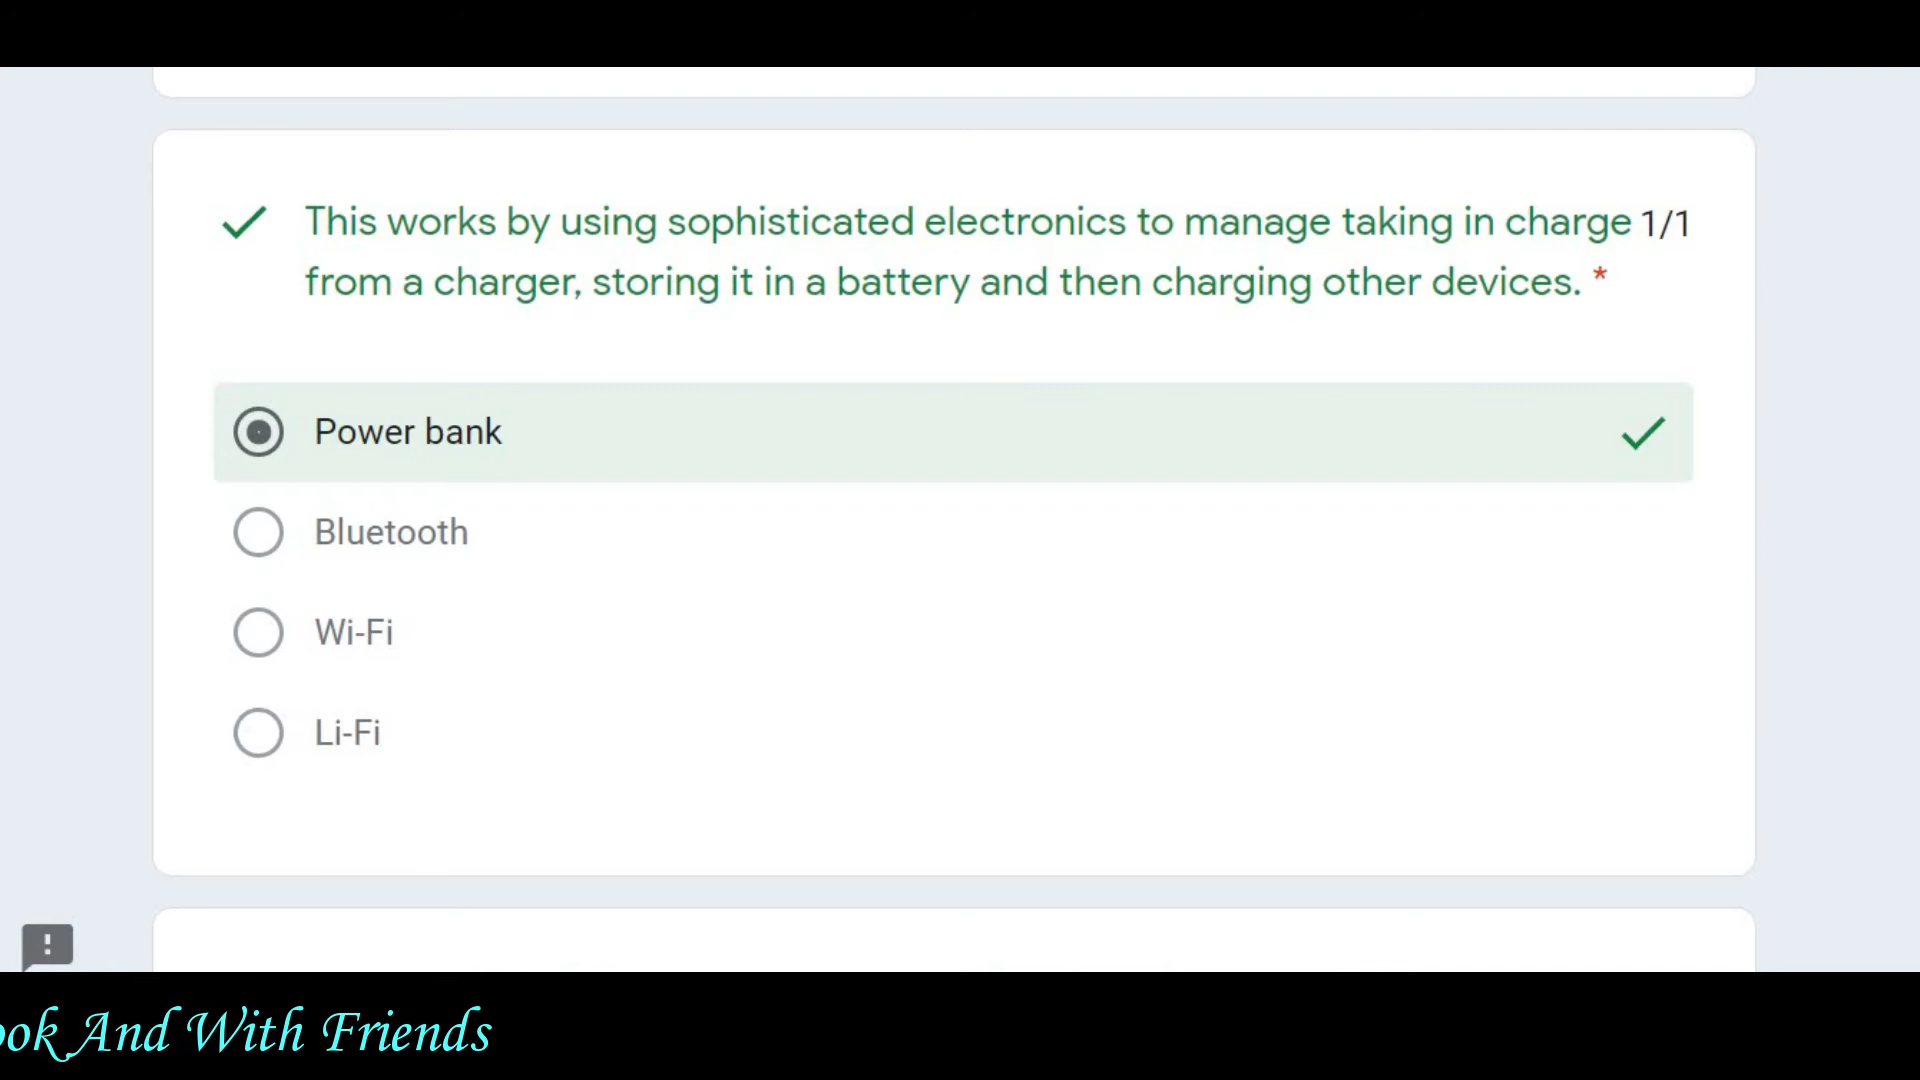 This works by using sophisticated electronics to manage taking in charge 1/1
from a charger, storing it in a battery and then charging other devices. *
Power bank
Bluetooth
Wi-Fi
Li-Fi
And With Friends